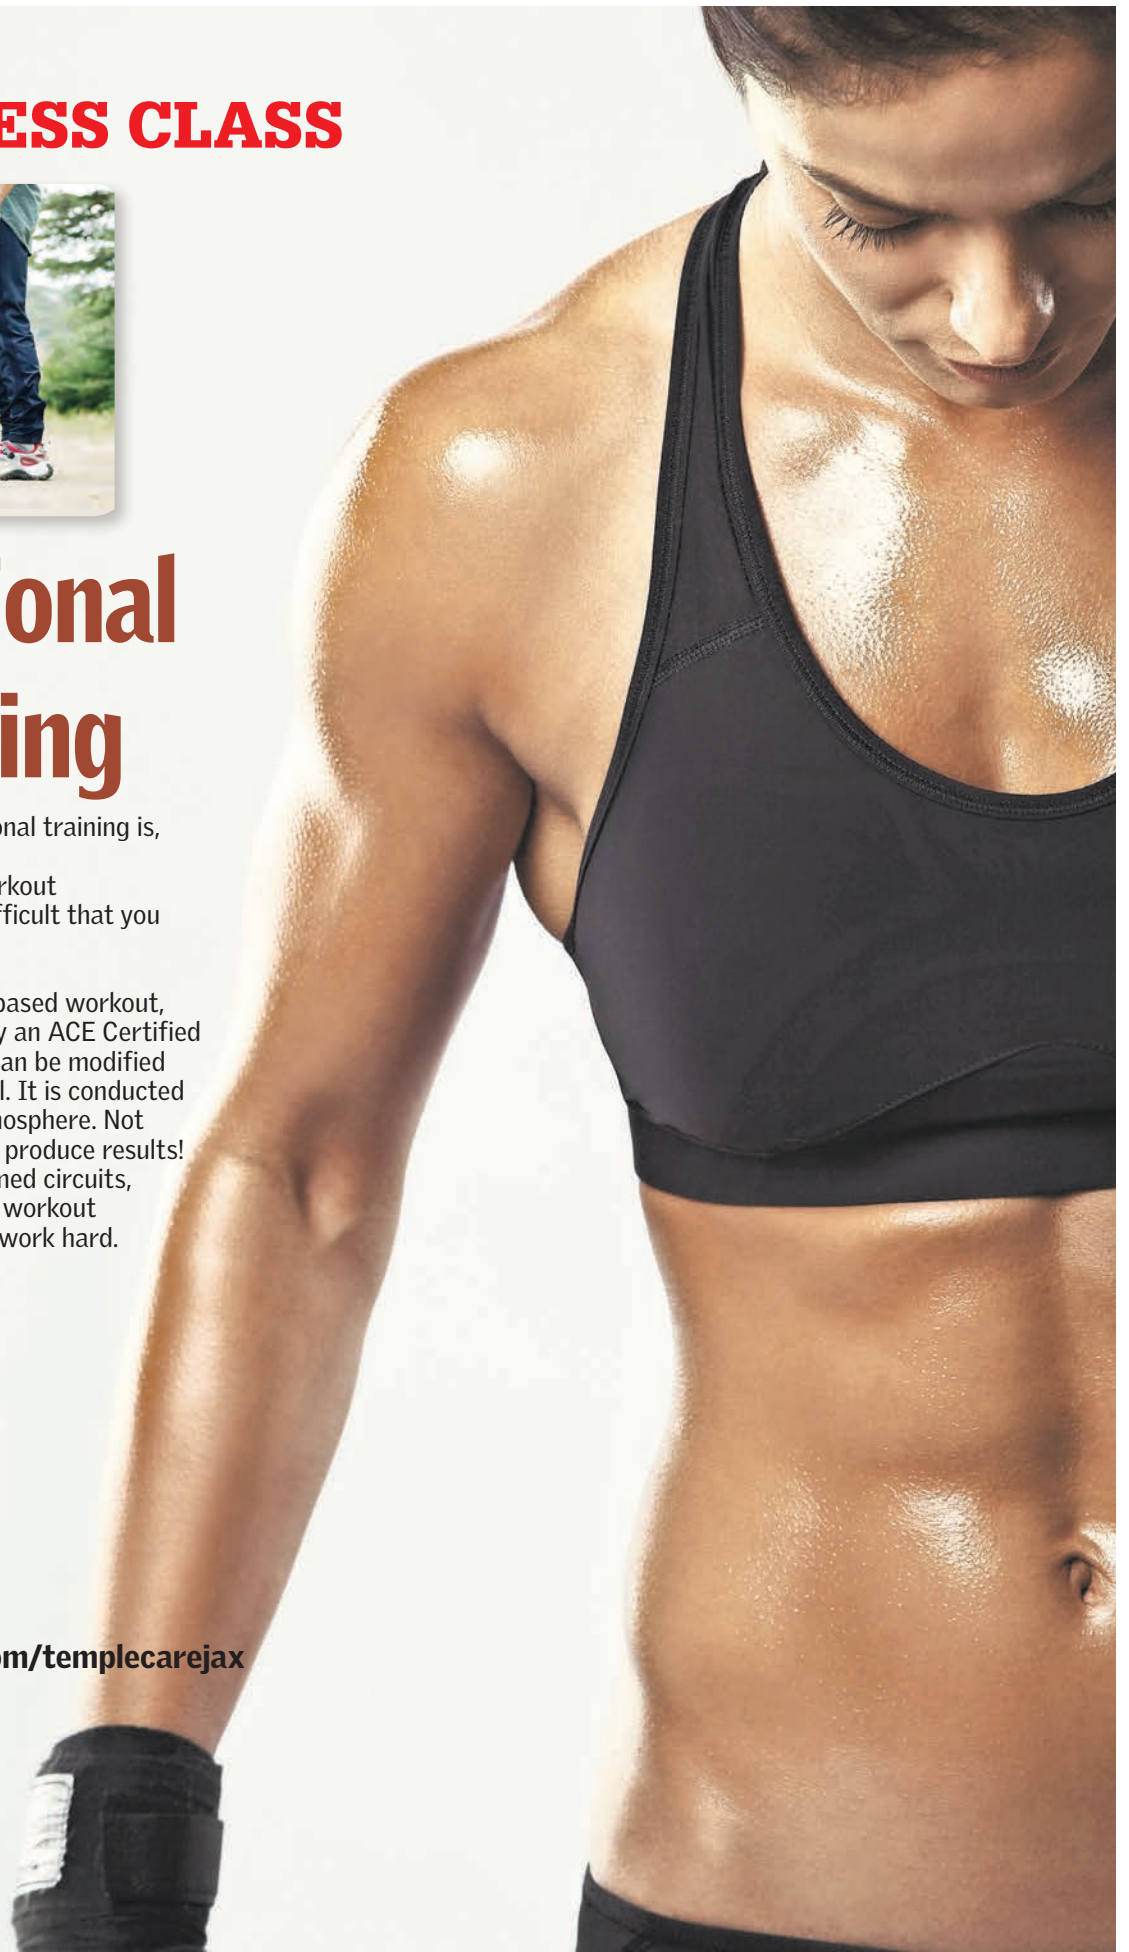 ESS CLASS
ional
ing
onal training is,
rkout
fficult that you
based workout,
y an ACE Certified
an be modified
l. It is conducted
nosphere. Not
produce results!
ned circuits,
workout
work hard.
om/templecarejax